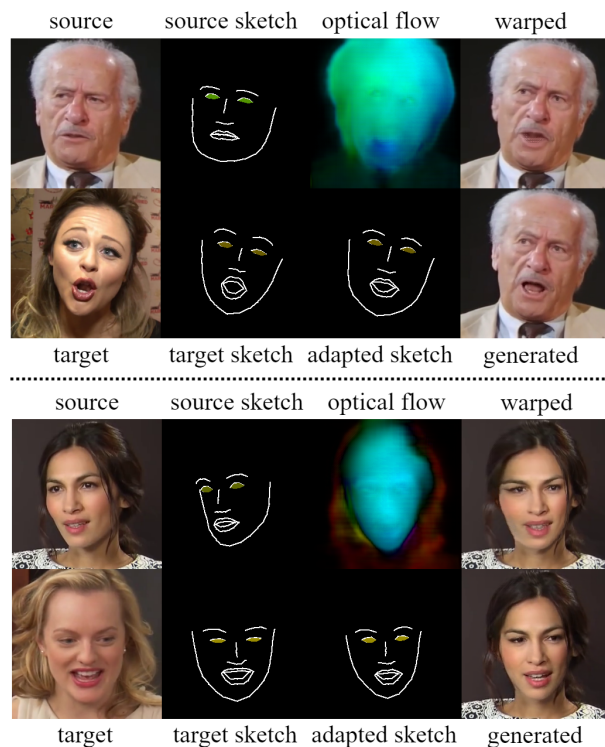 source source sketch optical flow warped
target target sketch adapted sketch generated
source source sketch optical flow warped
target target sketch adapted sketch generated